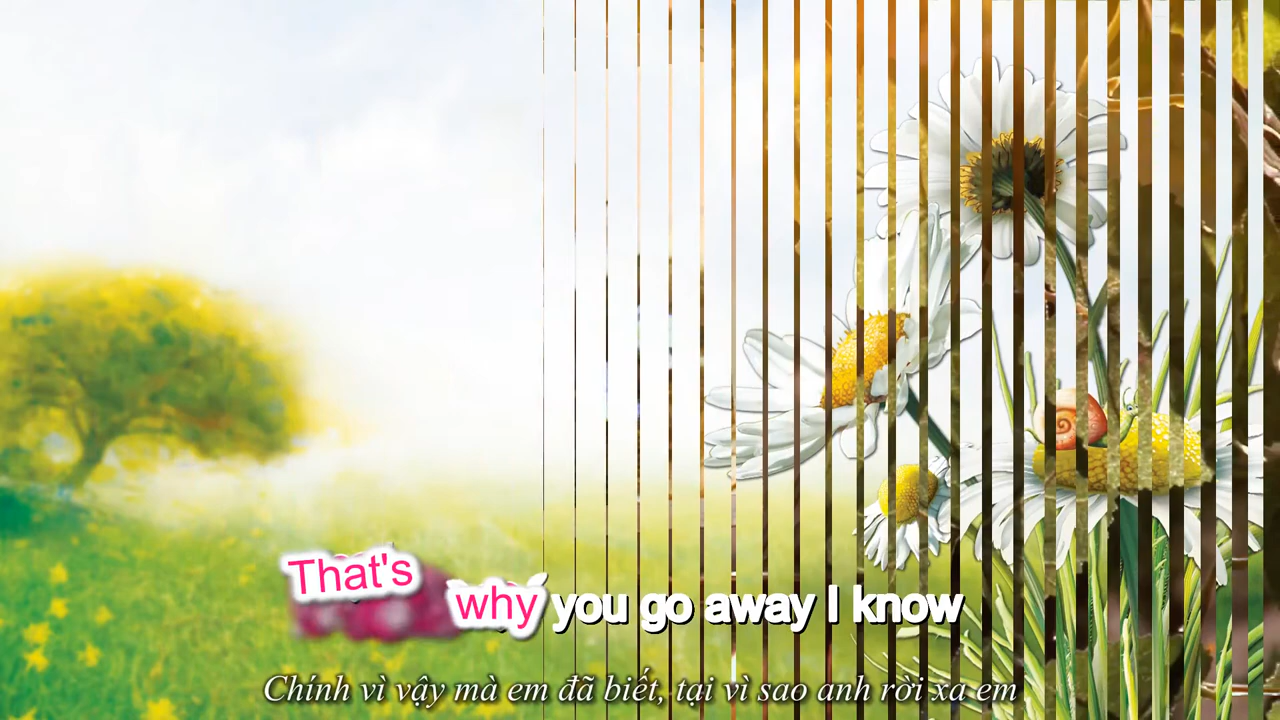 That's why you go away I know
Chính vì vậy mà em đã biết, tại vì sao anh rời xa em